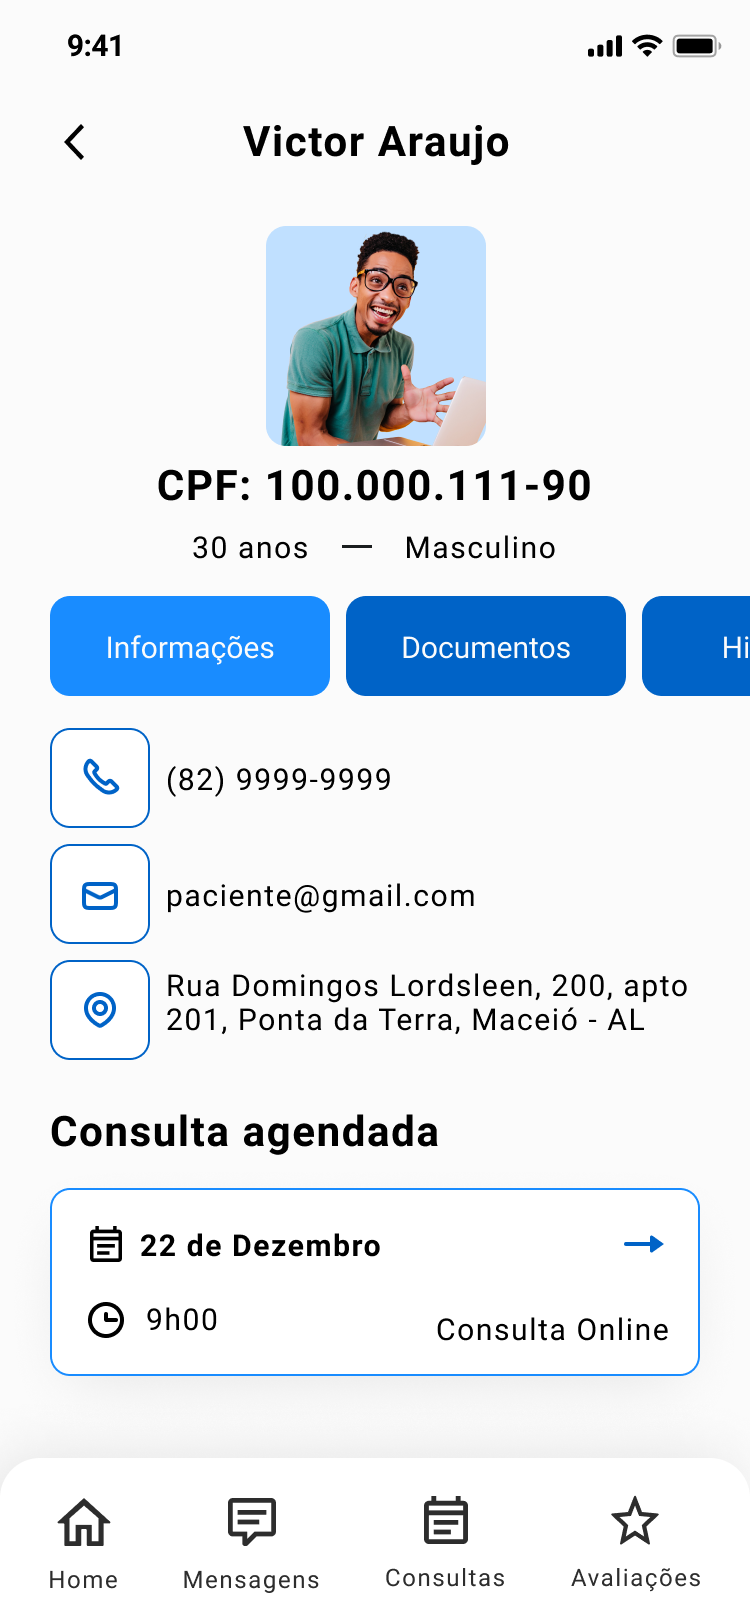 9:41
Victor Araujo
CPF: 100.000.111-90
30 anos — Masculino
Informações
Documentos
Hi
(82) 9999-9999
paciente@gmail.com
Rua Domingos Lordsleen, 200, apto
201, Ponta da Terra, Maceió - AL
Consulta agendada
22 de Dezembro
9h00
Consulta Online
Home
Mensagens
Consultas
Avaliações